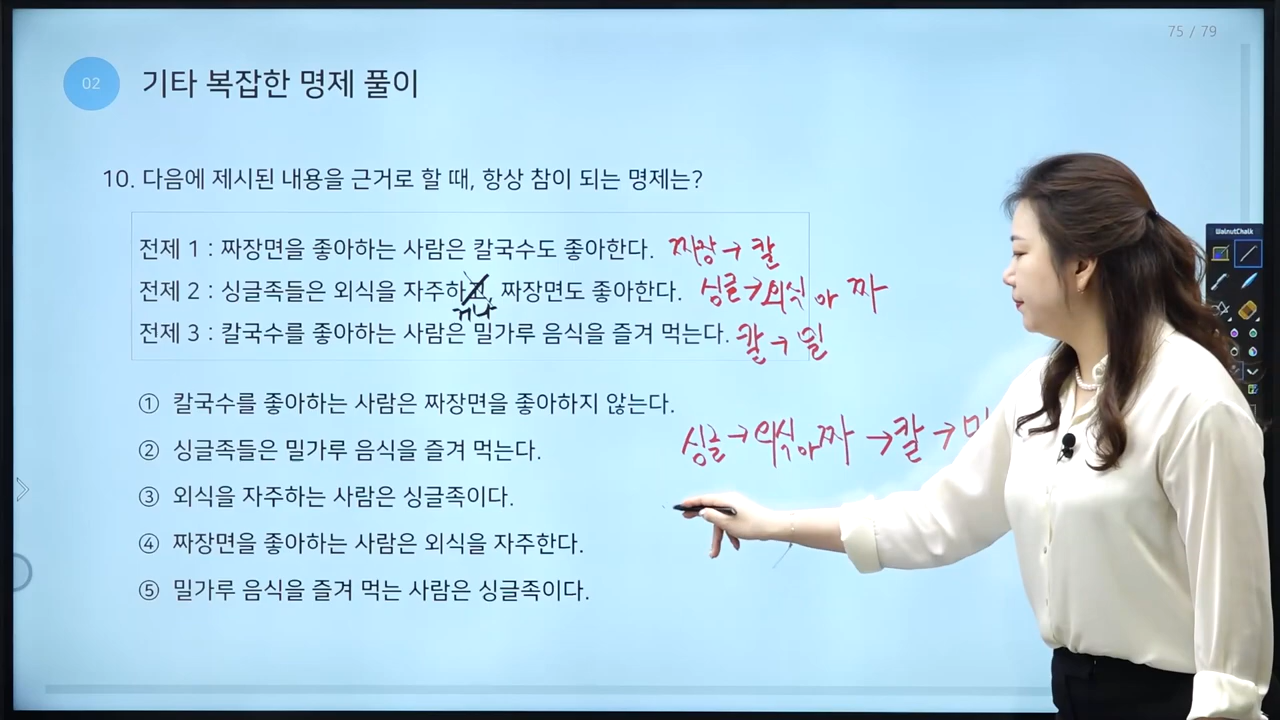 75 / 79
02
기타 복잡한 명제 풀이
10. 다음에 제시된 내용을 근거로 할 때, 항상 참이 되는 명제는?
전제 1 : 짜장면을 좋아하는 사람은 칼국수도 좋아한다. 짜장 → 칼
전제 2 : 싱글족들은 외식을 자주하고, 짜장면도 좋아한다. 싱글→외식 or 짜
거나
전제 3 : 칼국수를 좋아하는 사람은 밀가루 음식을 즐겨 먹는다. 칼 → 밀
① 칼국수를 좋아하는 사람은 짜장면을 좋아하지 않는다.
싱글→외식 or 짜 →칼→
② 싱글족들은 밀가루 음식을 즐겨 먹는다.
③ 외식을 자주하는 사람은 싱글족이다.
④ 짜장면을 좋아하는 사람은 외식을 자주한다.
⑤ 밀가루 음식을 즐겨 먹는 사람은 싱글족이다.
WalnutChalk